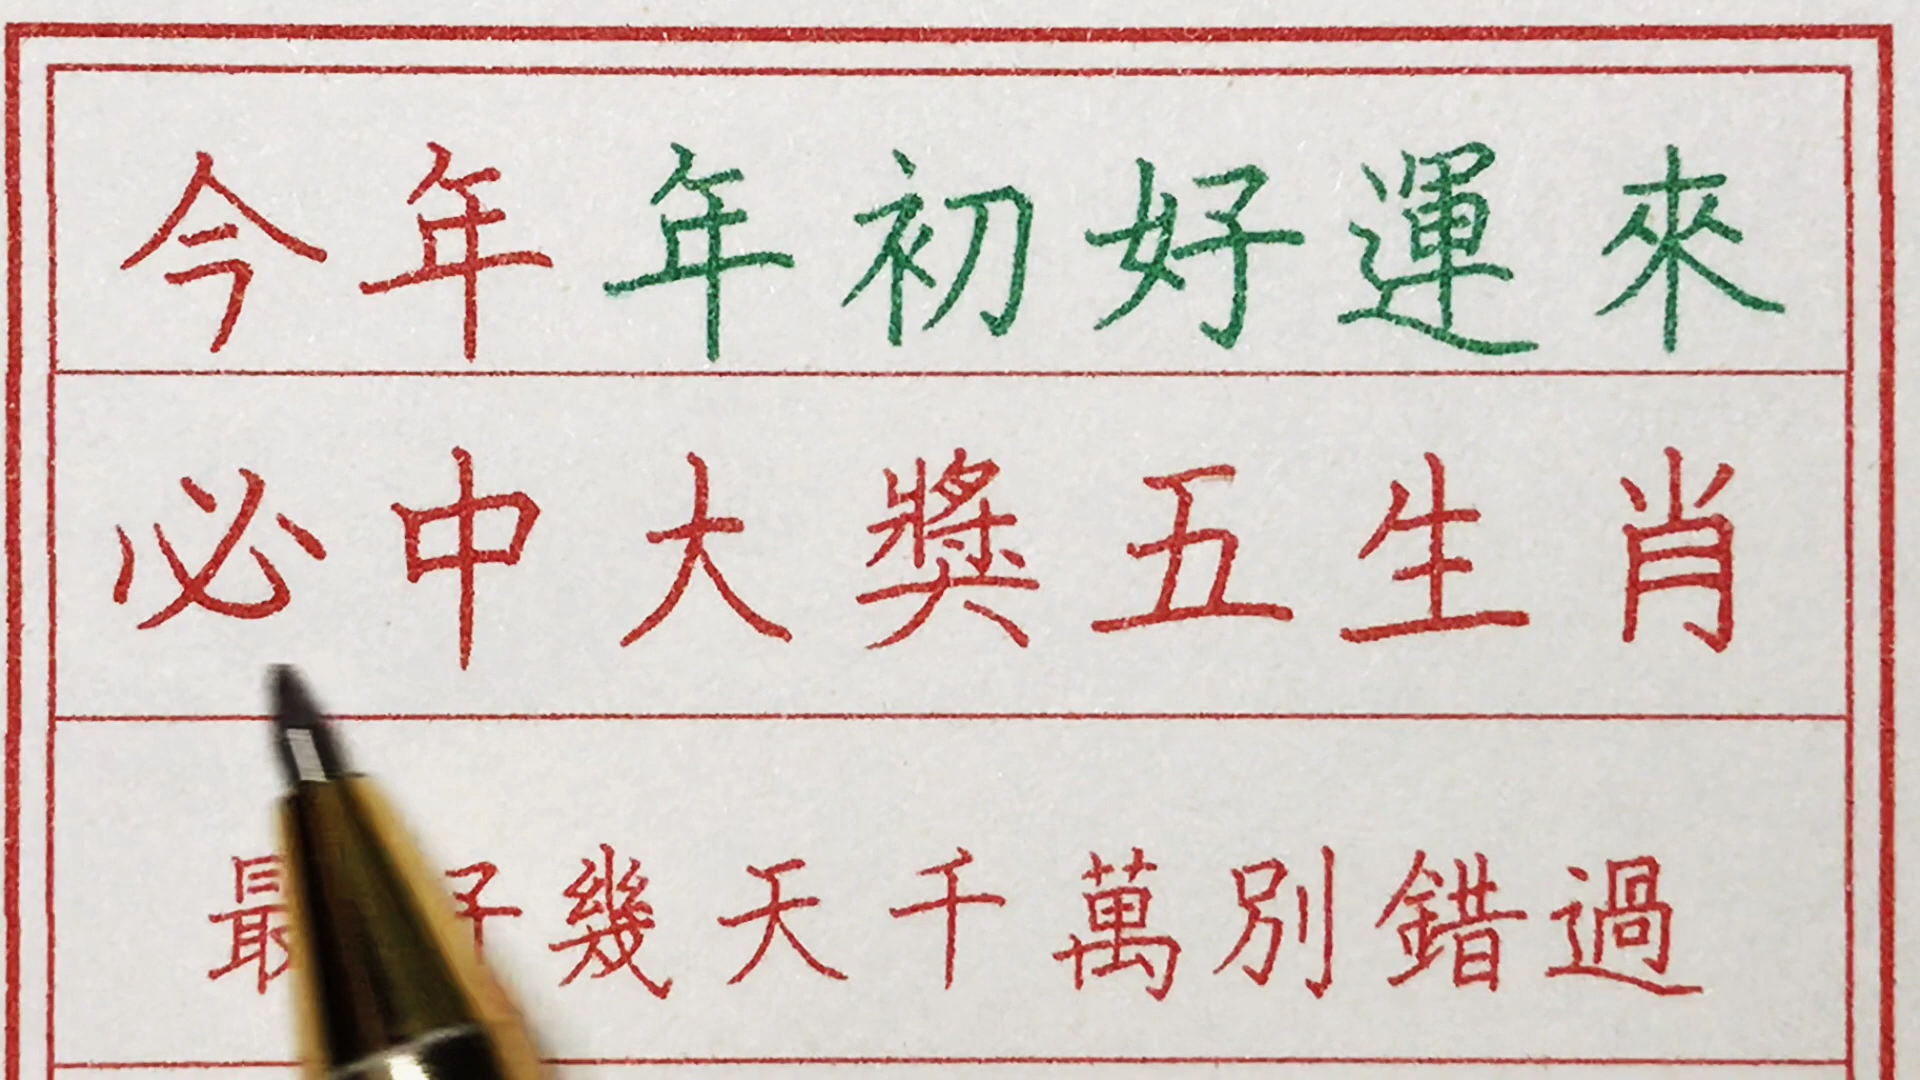 今年年初好運來
必中大獎五生肖
最好幾天千萬別錯過